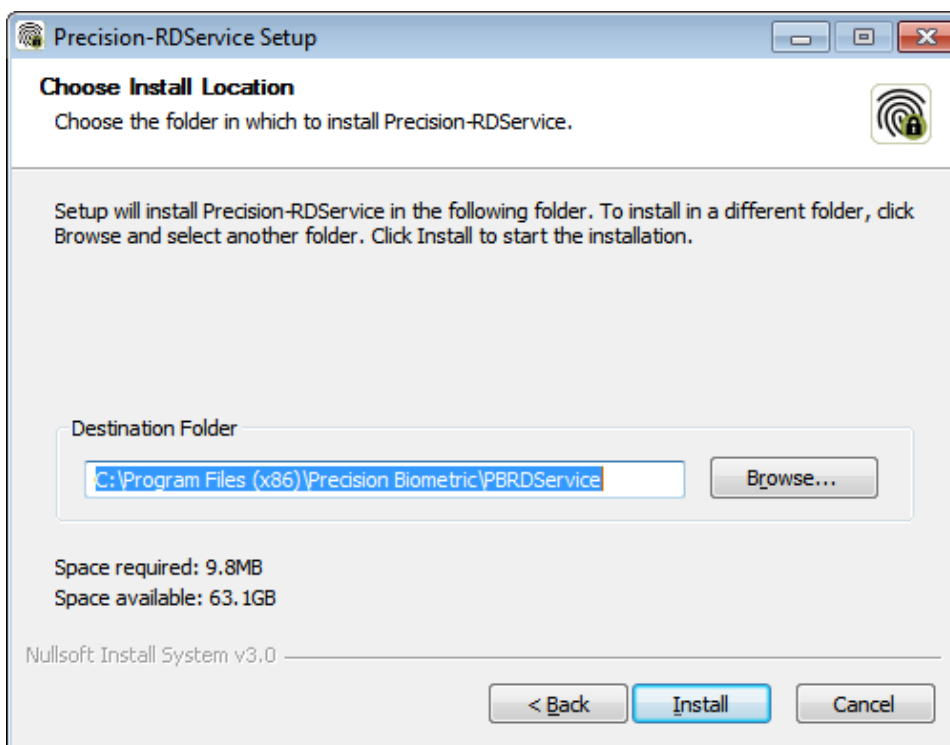 Precision-RDService Setup
Choose Install Location
Choose the folder in which to install Precision-RDService.
Setup will install Precision-RDService in the following folder. To install in a different folder, click
Browse and select another folder. Click Install to start the installation.
Destination Folder
C:\Program Files (x86)\Precision Biometric\PBRDService
Browse...
Space required: 9.8MB
Space available: 63.1GB
Nullsoft Install System v3.0
< Back
Install
Cancel